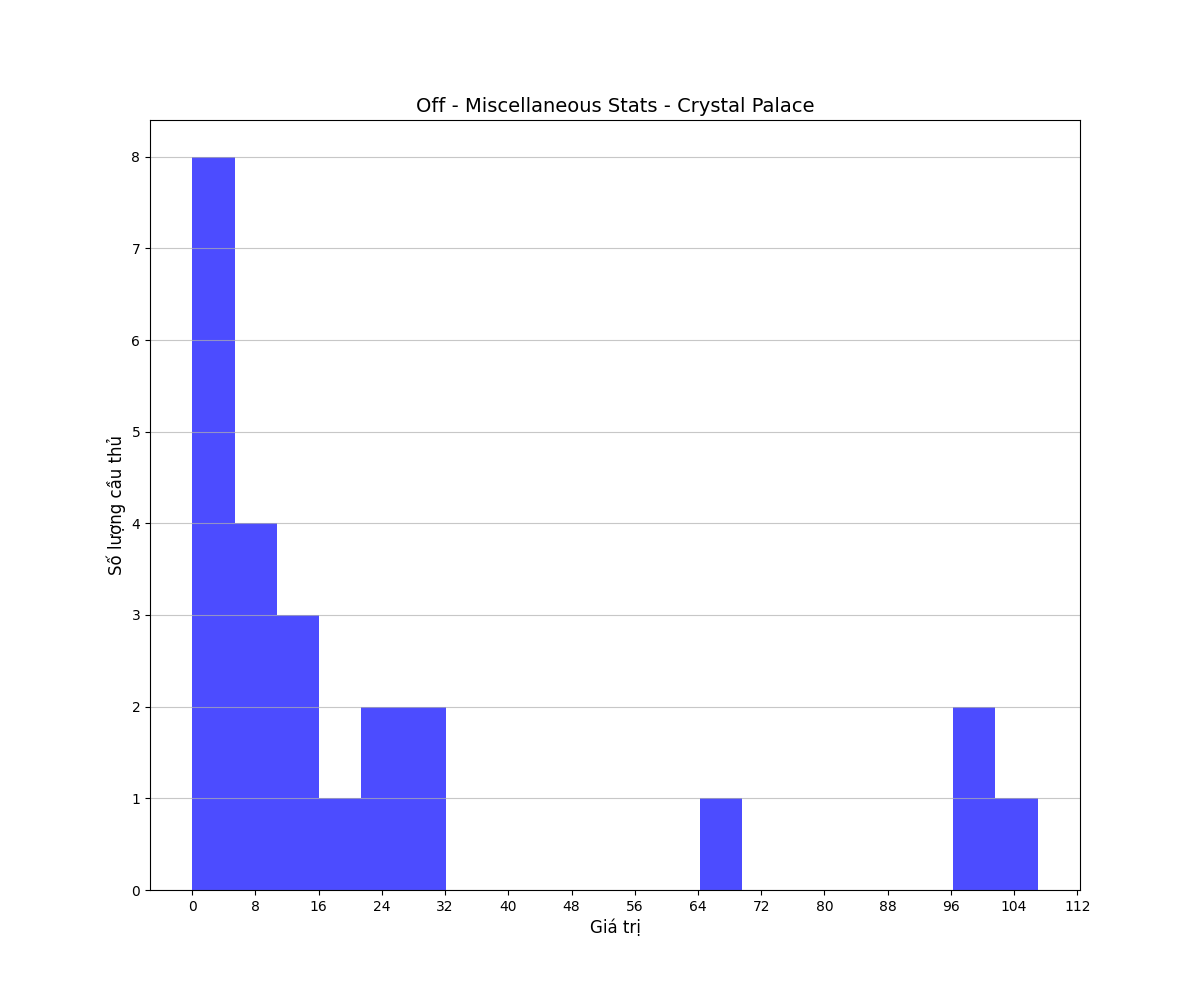 Off - Miscellaneous Stats - Crystal Palace
8
7
6
5
4
3
2
1
0
Số lượng cầu thủ
0 8 16 24 32 40 48 56 64 72 80 88 96 104 112
Giá trị